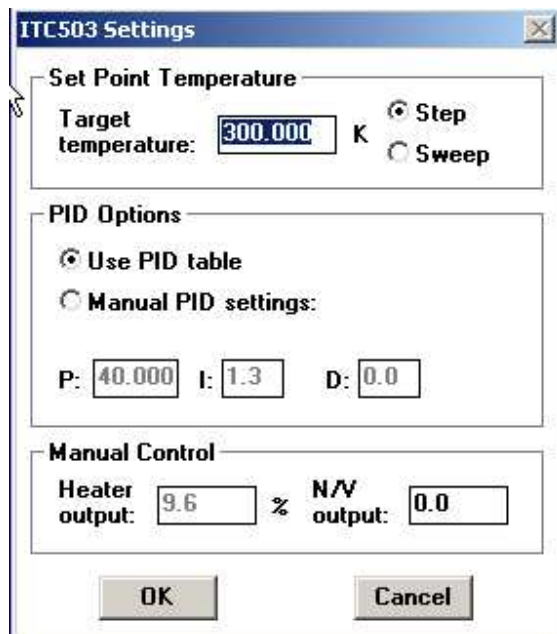 ITC503 Settings
Set Point Temperature
Target temperature: 300.000 K
Step
Sweep
PID Options
Use PID table
Manual PID settings:
P: 40.000 I: 1.3 D: 0.0
Manual Control
Heater output: 9.6 % N/V output: 0.0
OK Cancel